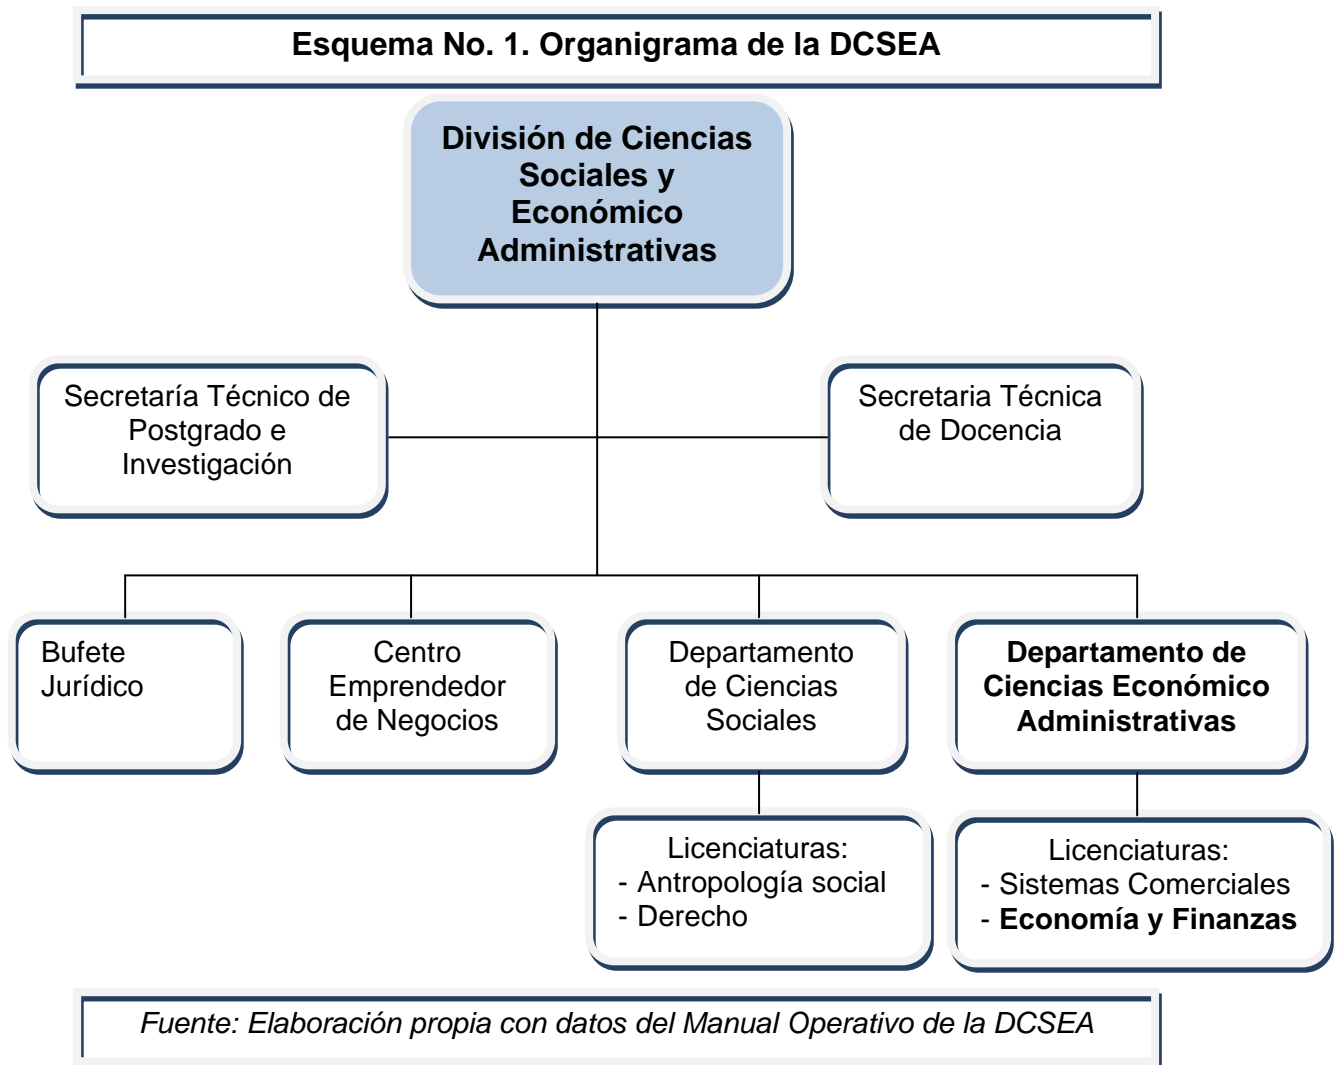 Esquema No. 1. Organigrama de la DCSEA
División de Ciencias
Sociales y
Económico
Administrativas
Secretaría Técnico de
Postgrado e
Investigación
Secretaria Técnica
de Docencia
Bufete
Jurídico
Centro
Emprendedor
de Negocios
Departamento
de Ciencias
Sociales
Departamento de
Ciencias Económico
Administrativas
Licenciaturas:
- Antropología social
- Derecho
Licenciaturas:
- Sistemas Comerciales
- Economía y Finanzas
Fuente: Elaboración propia con datos del Manual Operativo de la DCSEA